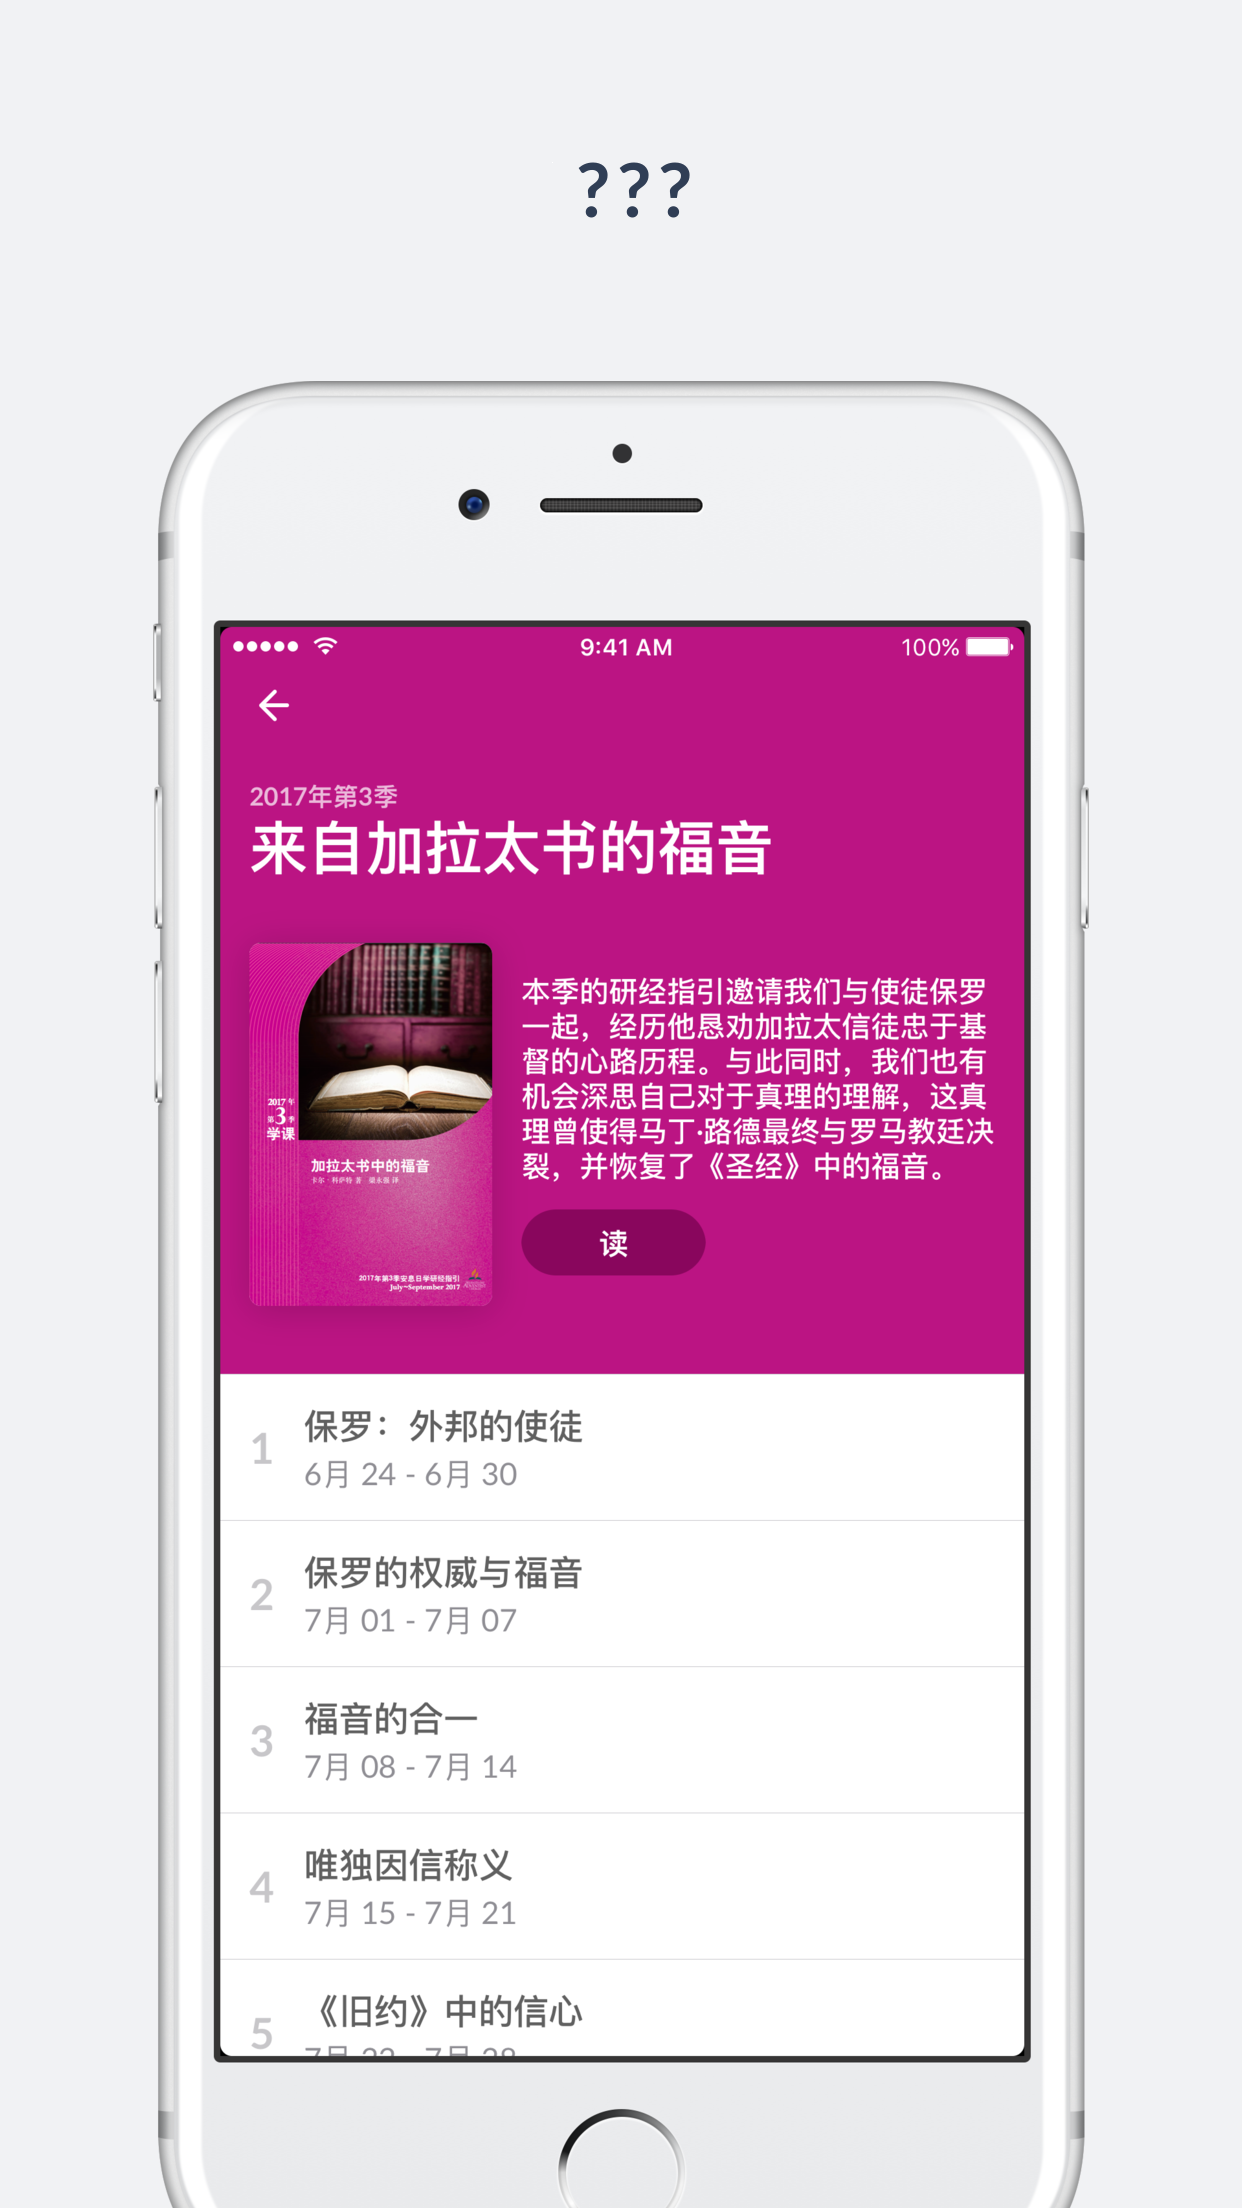 ???
9:41 AM
100%
2017年第3季
来自加拉太书的福音
2017 年
第3季
学课
加拉太书中的福音
卡尔·科萨特 著 梁永强 译
2017年第3季安息日学研经指引
July–September 2017
本季的研经指引邀请我们与使徒保罗
一起，经历他恳劝加拉太信徒忠于基
督的心路历程。与此同时，我们也有
机会深思自己对于真理的理解，这真
理曾使得马丁·路德最终与罗马教廷决
裂，并恢复了《圣经》中的福音。
读
1
保罗：外邦的使徒
6月 24 - 6月 30
2
保罗的权威与福音
7月 01 - 7月 07
3
福音的合一
7月 08 - 7月 14
4
唯独因信称义
7月 15 - 7月 21
5
《旧约》中的信心
7月 22 - 7月 28